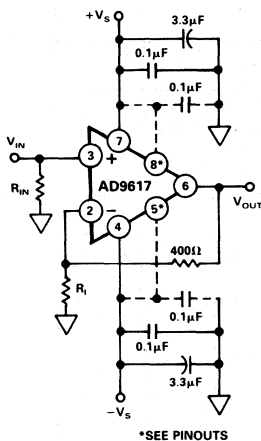 +VS
3.3µF
0.1µF
0.1µF
VIN
7
3
+
8*
AD9617
6
RIN
2
−
5*
VOUT
4
400Ω
RI
0.1µF
0.1µF
3.3µF
−VS
*SEE PINOUTS